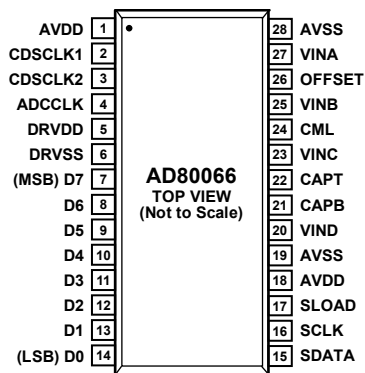 AVDD 1
CDSCLK1 2
CDSCLK2 3
ADCCLK 4
DRVDD 5
DRVSS 6
(MSB) D7 7
D6 8
D5 9
D4 10
D3 11
D2 12
D1 13
(LSB) D0 14
AD80066
TOP VIEW
(Not to Scale)
28 AVSS
27 VINA
26 OFFSET
25 VINB
24 CML
23 VINC
22 CAPT
21 CAPB
20 VIND
19 AVSS
18 AVDD
17 SLOAD
16 SCLK
15 SDATA